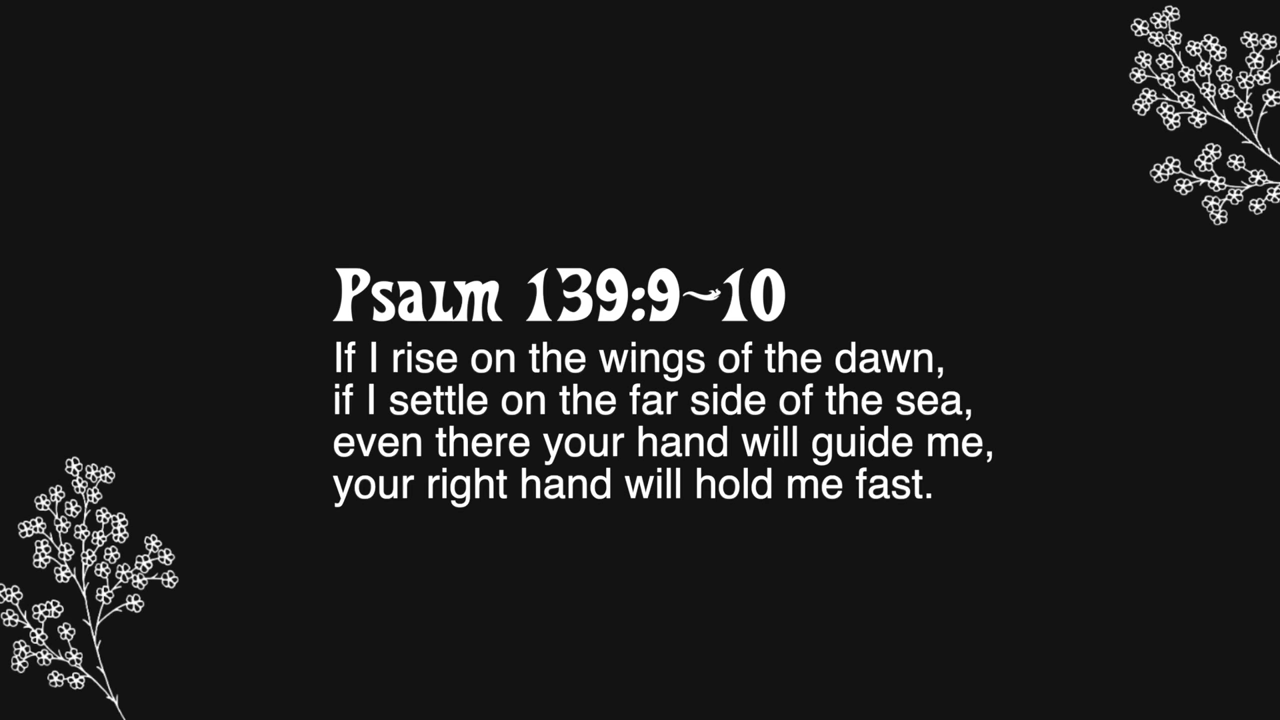 Psalm 139:9~10
If I rise on the wings of the dawn,
if I settle on the far side of the sea,
even there your hand will guide me,
your right hand will hold me fast.